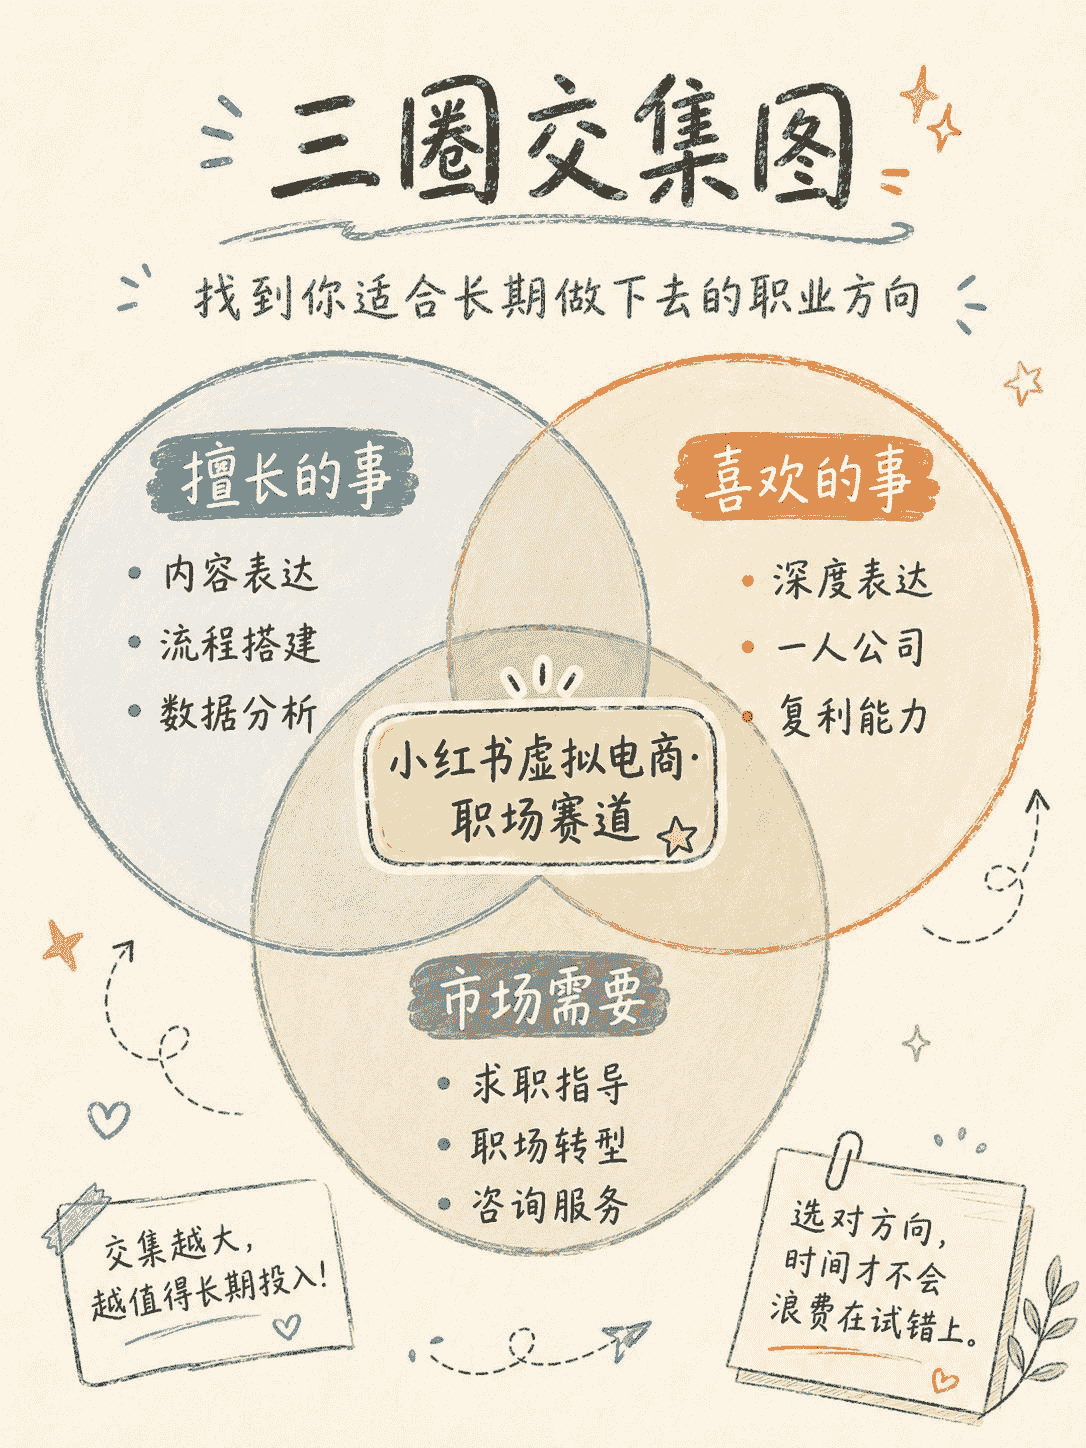 三圈交集图
找到你适合长期做下去的职业方向
擅长的事
• 内容表达
• 流程搭建
• 数据分析
喜欢的事
• 深度表达
• 一人公司
• 复利能力
小红书虚拟电商·
职场赛道
市场需要
• 求职指导
• 职场转型
• 咨询服务
交集越大，
越值得长期投入！
选对方向，
时间才不会
浪费在试错上。